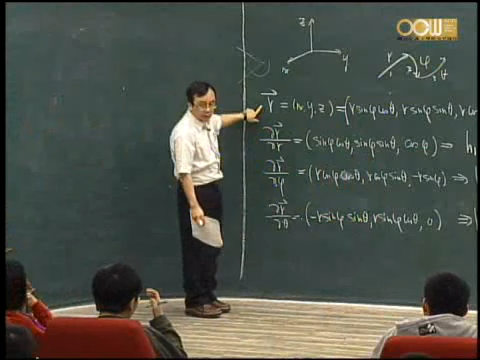 z
x y
r φ θ
OCW
r⃗ = (x, y, z) = (r sinφ cosθ, r sinφ sinθ, r co
∂r⃗/∂r = (sinφ cosθ, sinφ sinθ, cosφ) ⇒ h
∂r⃗/∂φ = (r cosφ cosθ, r cosφ sinθ, -r sinφ) ⇒
∂r⃗/∂θ = (-r sinφ sinθ, r sinφ cosθ, 0) ⇒